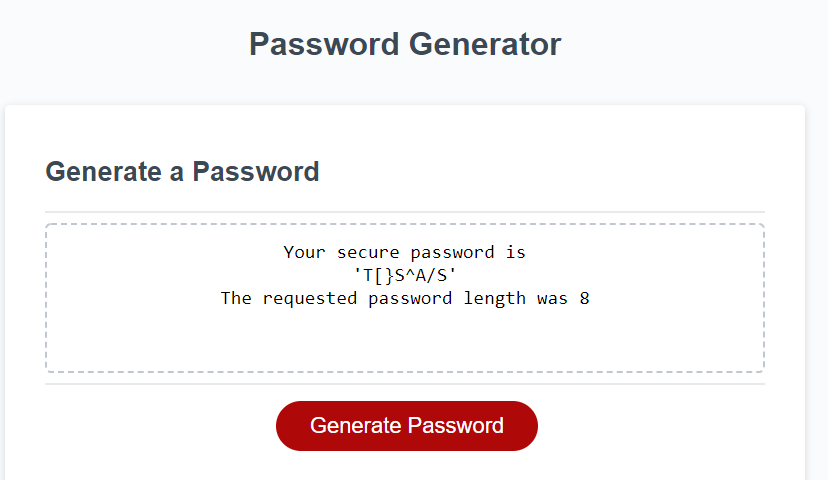 Password Generator
Generate a Password
Your secure password is
'T[}S^A/S'
The requested password length was 8
Generate Password